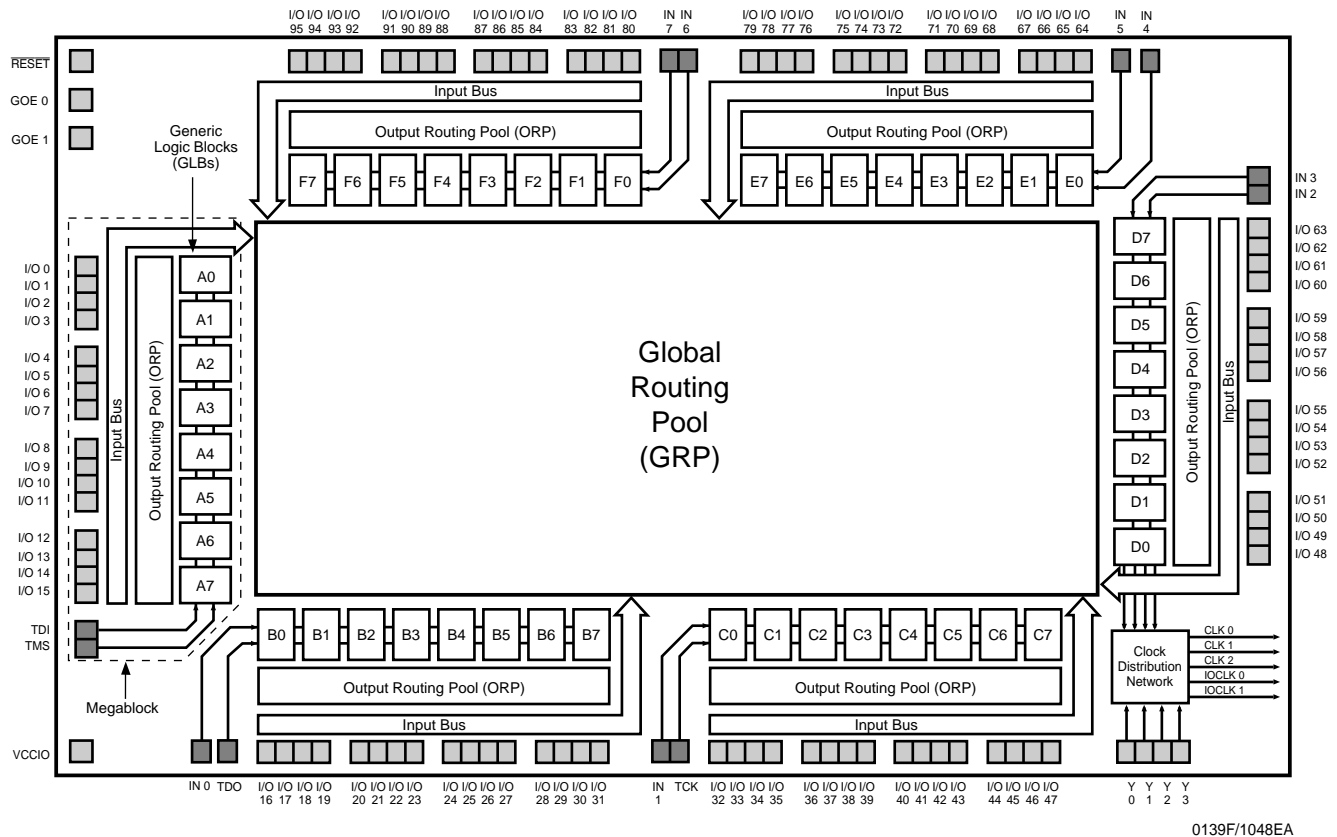 I/O I/O I/O I/O
95 94 93 92
I/O I/O I/O I/O
91 90 89 88
I/O I/O I/O I/O
87 86 85 84
I/O I/O I/O I/O
83 82 81 80
IN IN
7 6
I/O I/O I/O I/O
79 78 77 76
I/O I/O I/O I/O
75 74 73 72
I/O I/O I/O I/O
71 70 69 68
I/O I/O I/O I/O
67 66 65 64
IN
5
IN
4
RESET
GOE 0
GOE 1
Generic
Logic Blocks
(GLBs)
Input Bus
Output Routing Pool (ORP)
F7 F6 F5 F4 F3 F2 F1 F0
Input Bus
Output Routing Pool (ORP)
E7 E6 E5 E4 E3 E2 E1 E0
IN 3
IN 2
I/O 0
I/O 1
I/O 2
I/O 3
I/O 4
I/O 5
I/O 6
I/O 7
I/O 8
I/O 9
I/O 10
I/O 11
I/O 12
I/O 13
I/O 14
I/O 15
TDI
TMS
Input Bus
Output Routing Pool (ORP)
A0
A1
A2
A3
A4
A5
A6
A7
Global
Routing
Pool
(GRP)
D7
D6
D5
D4
D3
D2
D1
D0
Output Routing Pool (ORP)
Input Bus
I/O 63
I/O 62
I/O 61
I/O 60
I/O 59
I/O 58
I/O 57
I/O 56
I/O 55
I/O 54
I/O 53
I/O 52
I/O 51
I/O 50
I/O 49
I/O 48
B0 B1 B2 B3 B4 B5 B6 B7
Output Routing Pool (ORP)
Input Bus
C0 C1 C2 C3 C4 C5 C6 C7
Output Routing Pool (ORP)
Input Bus
Clock
Distribution
Network
CLK 0
CLK 1
CLK 2
IOCLK 0
IOCLK 1
Megablock
VCCIO
IN 0 TDO
I/O I/O I/O I/O
16 17 18 19
I/O I/O I/O I/O
20 21 22 23
I/O I/O I/O I/O
24 25 26 27
I/O I/O I/O I/O
28 29 30 31
IN
1
TCK
I/O I/O I/O I/O
32 33 34 35
I/O I/O I/O I/O
36 37 38 39
I/O I/O I/O I/O
40 41 42 43
I/O I/O I/O I/O
44 45 46 47
Y Y Y Y
0 1 2 3
0139F/1048EA